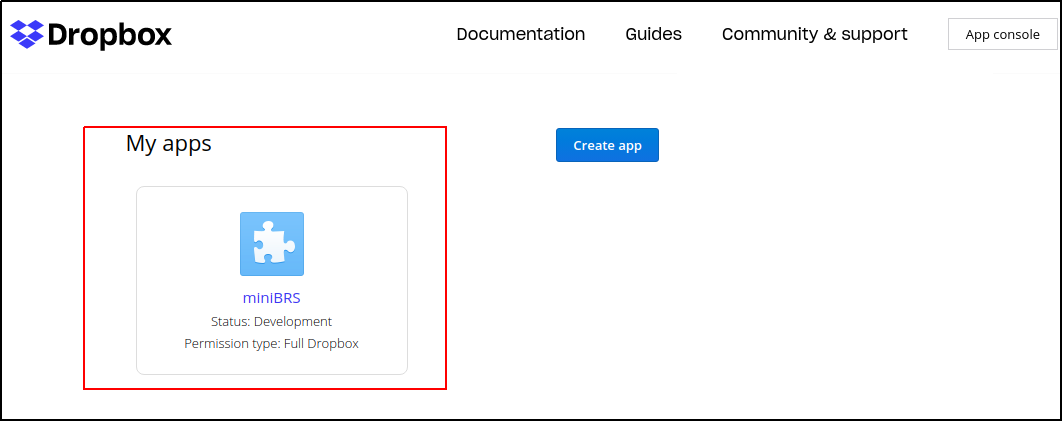 Dropbox
Documentation
Guides
Community & support
App console
My apps
Create app
miniBRS
Status: Development
Permission type: Full Dropbox